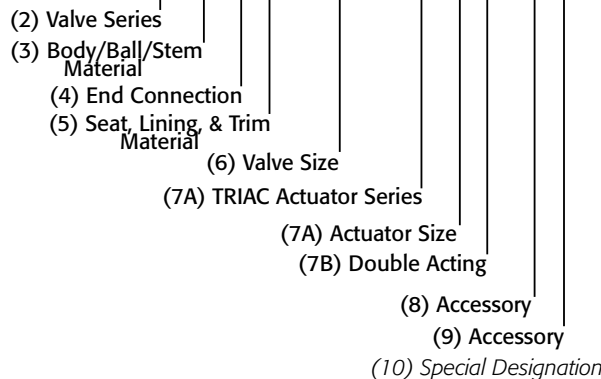 (2) Valve Series
(3) Body/Ball/Stem
Material
(4) End Connection
(5) Seat, Lining, & Trim
Material
(6) Valve Size
(7A) TRIAC Actuator Series
(7A) Actuator Size
(7B) Double Acting
(8) Accessory
(9) Accessory
(10) Special Designation